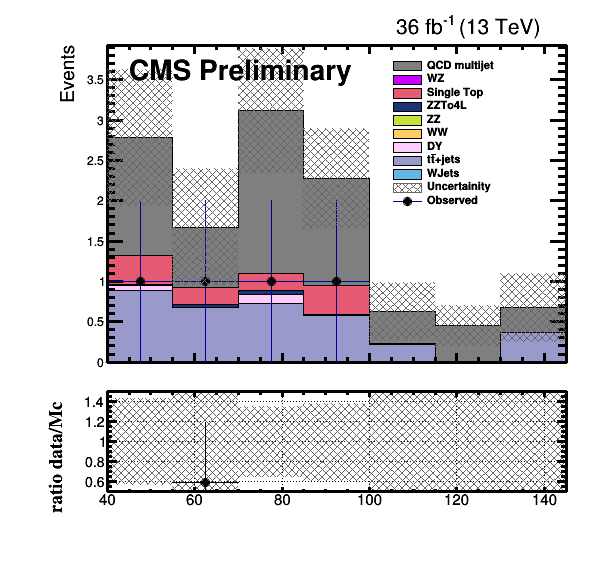 36 fb⁻¹ (13 TeV)
CMS Preliminary
Events
3.5
3
2.5
2
1.5
1
0.5
0
QCD multijet
WZ
Single Top
ZZTo4L
ZZ
WW
DY
tt̄+jets
WJets
Uncertainity
Observed
ratio data/Mc
1.4
1.2
1
0.8
0.6
40 60 80 100 120 140